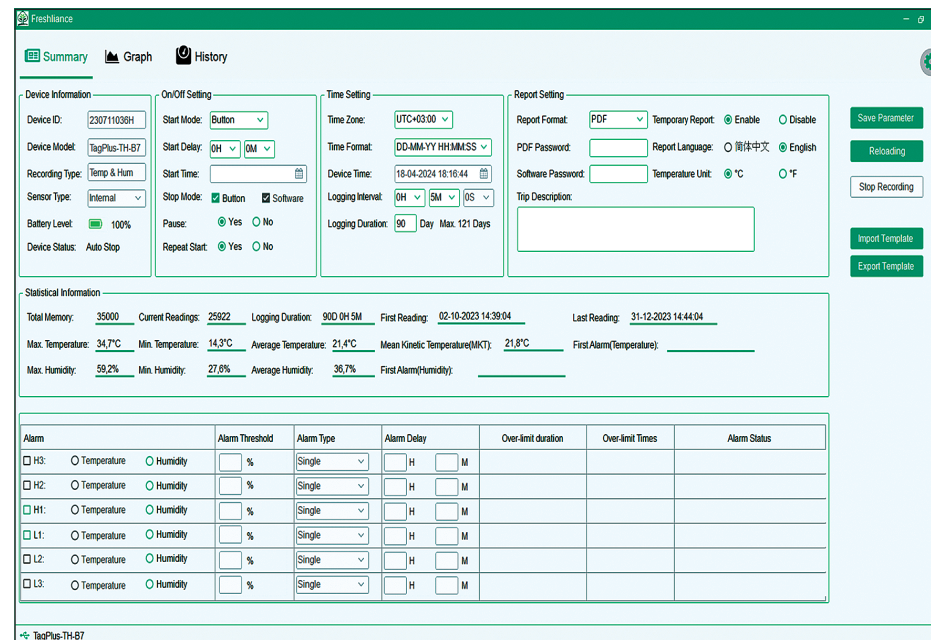 Freshliance
Summary Graph History
Device Information
Device ID: 230711036H
Device Model: TagPlus-TH-B7
Recording Type: Temp & Hum
Sensor Type: Internal
Battery Level: 100%
Device Status: Auto Stop
On/Off Setting
Start Mode: Button
Start Delay: 0H 0M
Start Time:
Stop Mode: Button Software
Pause: Yes No
Repeat Start: Yes No
Time Setting
Time Zone: UTC+03:00
Time Format: DD-MM-YY HH:MM:SS
Device Time: 18-04-2024 18:16:44
Logging Interval: 0H 5M 0S
Logging Duration: 90 Day Max. 121 Days
Report Setting
Report Format: PDF Temporary Report: Enable Disable
PDF Password: Report Language: 简体中文 English
Software Password: Temperature Unit: °C °F
Trip Description:
Save Parameter
Reloading
Stop Recording
Import Template
Export Template
Statistical Information
Total Memory: 35000 Current Readings: 25922 Logging Duration: 90D 0H 5M First Reading: 02-10-2023 14:39:04 Last Reading: 31-12-2023 14:44:04
Max. Temperature: 34,7°C Min. Temperature: 14,3°C Average Temperature: 21,4°C Mean Kinetic Temperature(MKT): 21,8°C First Alarm(Temperature):
Max. Humidity: 59,2% Min. Humidity: 27,6% Average Humidity: 36,7% First Alarm(Humidity):
Alarm Alarm Threshold Alarm Type Alarm Delay Over-limit duration Over-limit Times Alarm Status
H3: Temperature Humidity % Single H M
H2: Temperature Humidity % Single H M
H1: Temperature Humidity % Single H M
L1: Temperature Humidity % Single H M
L2: Temperature Humidity % Single H M
L3: Temperature Humidity % Single H M
TagPlus-TH-B7